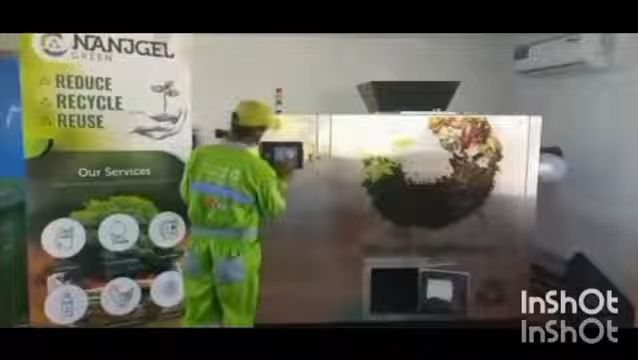 NANJGEL
GREEN
REDUCE
RECYCLE
REUSE
Our Services
InShOt
InShOt